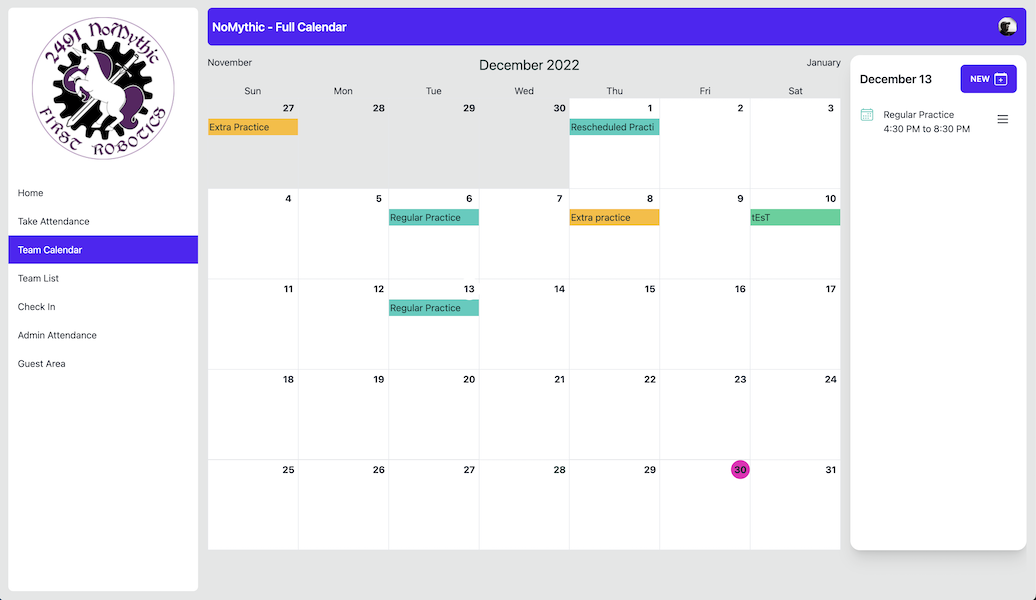 2491 NoMythic
FIRST ROBOTICS
Home
Take Attendance
Team Calendar
Team List
Check In
Admin Attendance
Guest Area
NoMythic - Full Calendar
November
December 2022
January
Sun Mon Tue Wed Thu Fri Sat
27 28 29 30 1 2 3
Extra Practice Rescheduled Practi
4 5 6 7 8 9 10
Regular Practice Extra practice tEsT
11 12 13 14 15 16 17
Regular Practice
18 19 20 21 22 23 24
25 26 27 28 29 30 31
December 13
NEW
Regular Practice
4:30 PM to 8:30 PM